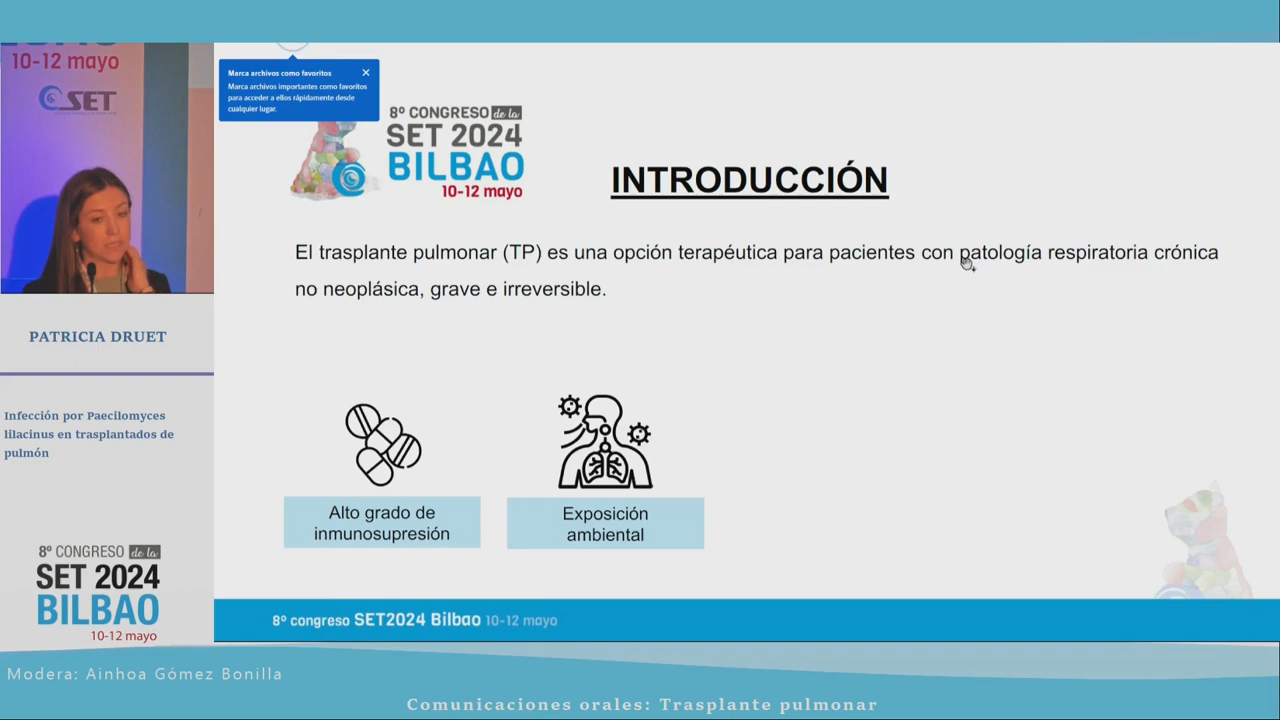 10-12 mayo
SET
PATRICIA DRUET
Infección por Paecilomyces
lilacinus en trasplantados de
pulmón
8º CONGRESO de la
SET 2024
BILBAO
10-12 mayo
Marca archivos como favoritos
Marca archivos importantes como favoritos
para acceder a ellos rápidamente desde
cualquier lugar.
8º CONGRESO de la
SET 2024
BILBAO
10-12 mayo
INTRODUCCIÓN
El trasplante pulmonar (TP) es una opción terapéutica para pacientes con patología respiratoria crónica
no neoplásica, grave e irreversible.
Alto grado de
inmunosupresión
Exposición
ambiental
8º congreso SET2024 Bilbao 10-12 mayo
Modera: Ainhoa Gómez Bonilla
Comunicaciones orales: Trasplante pulmonar